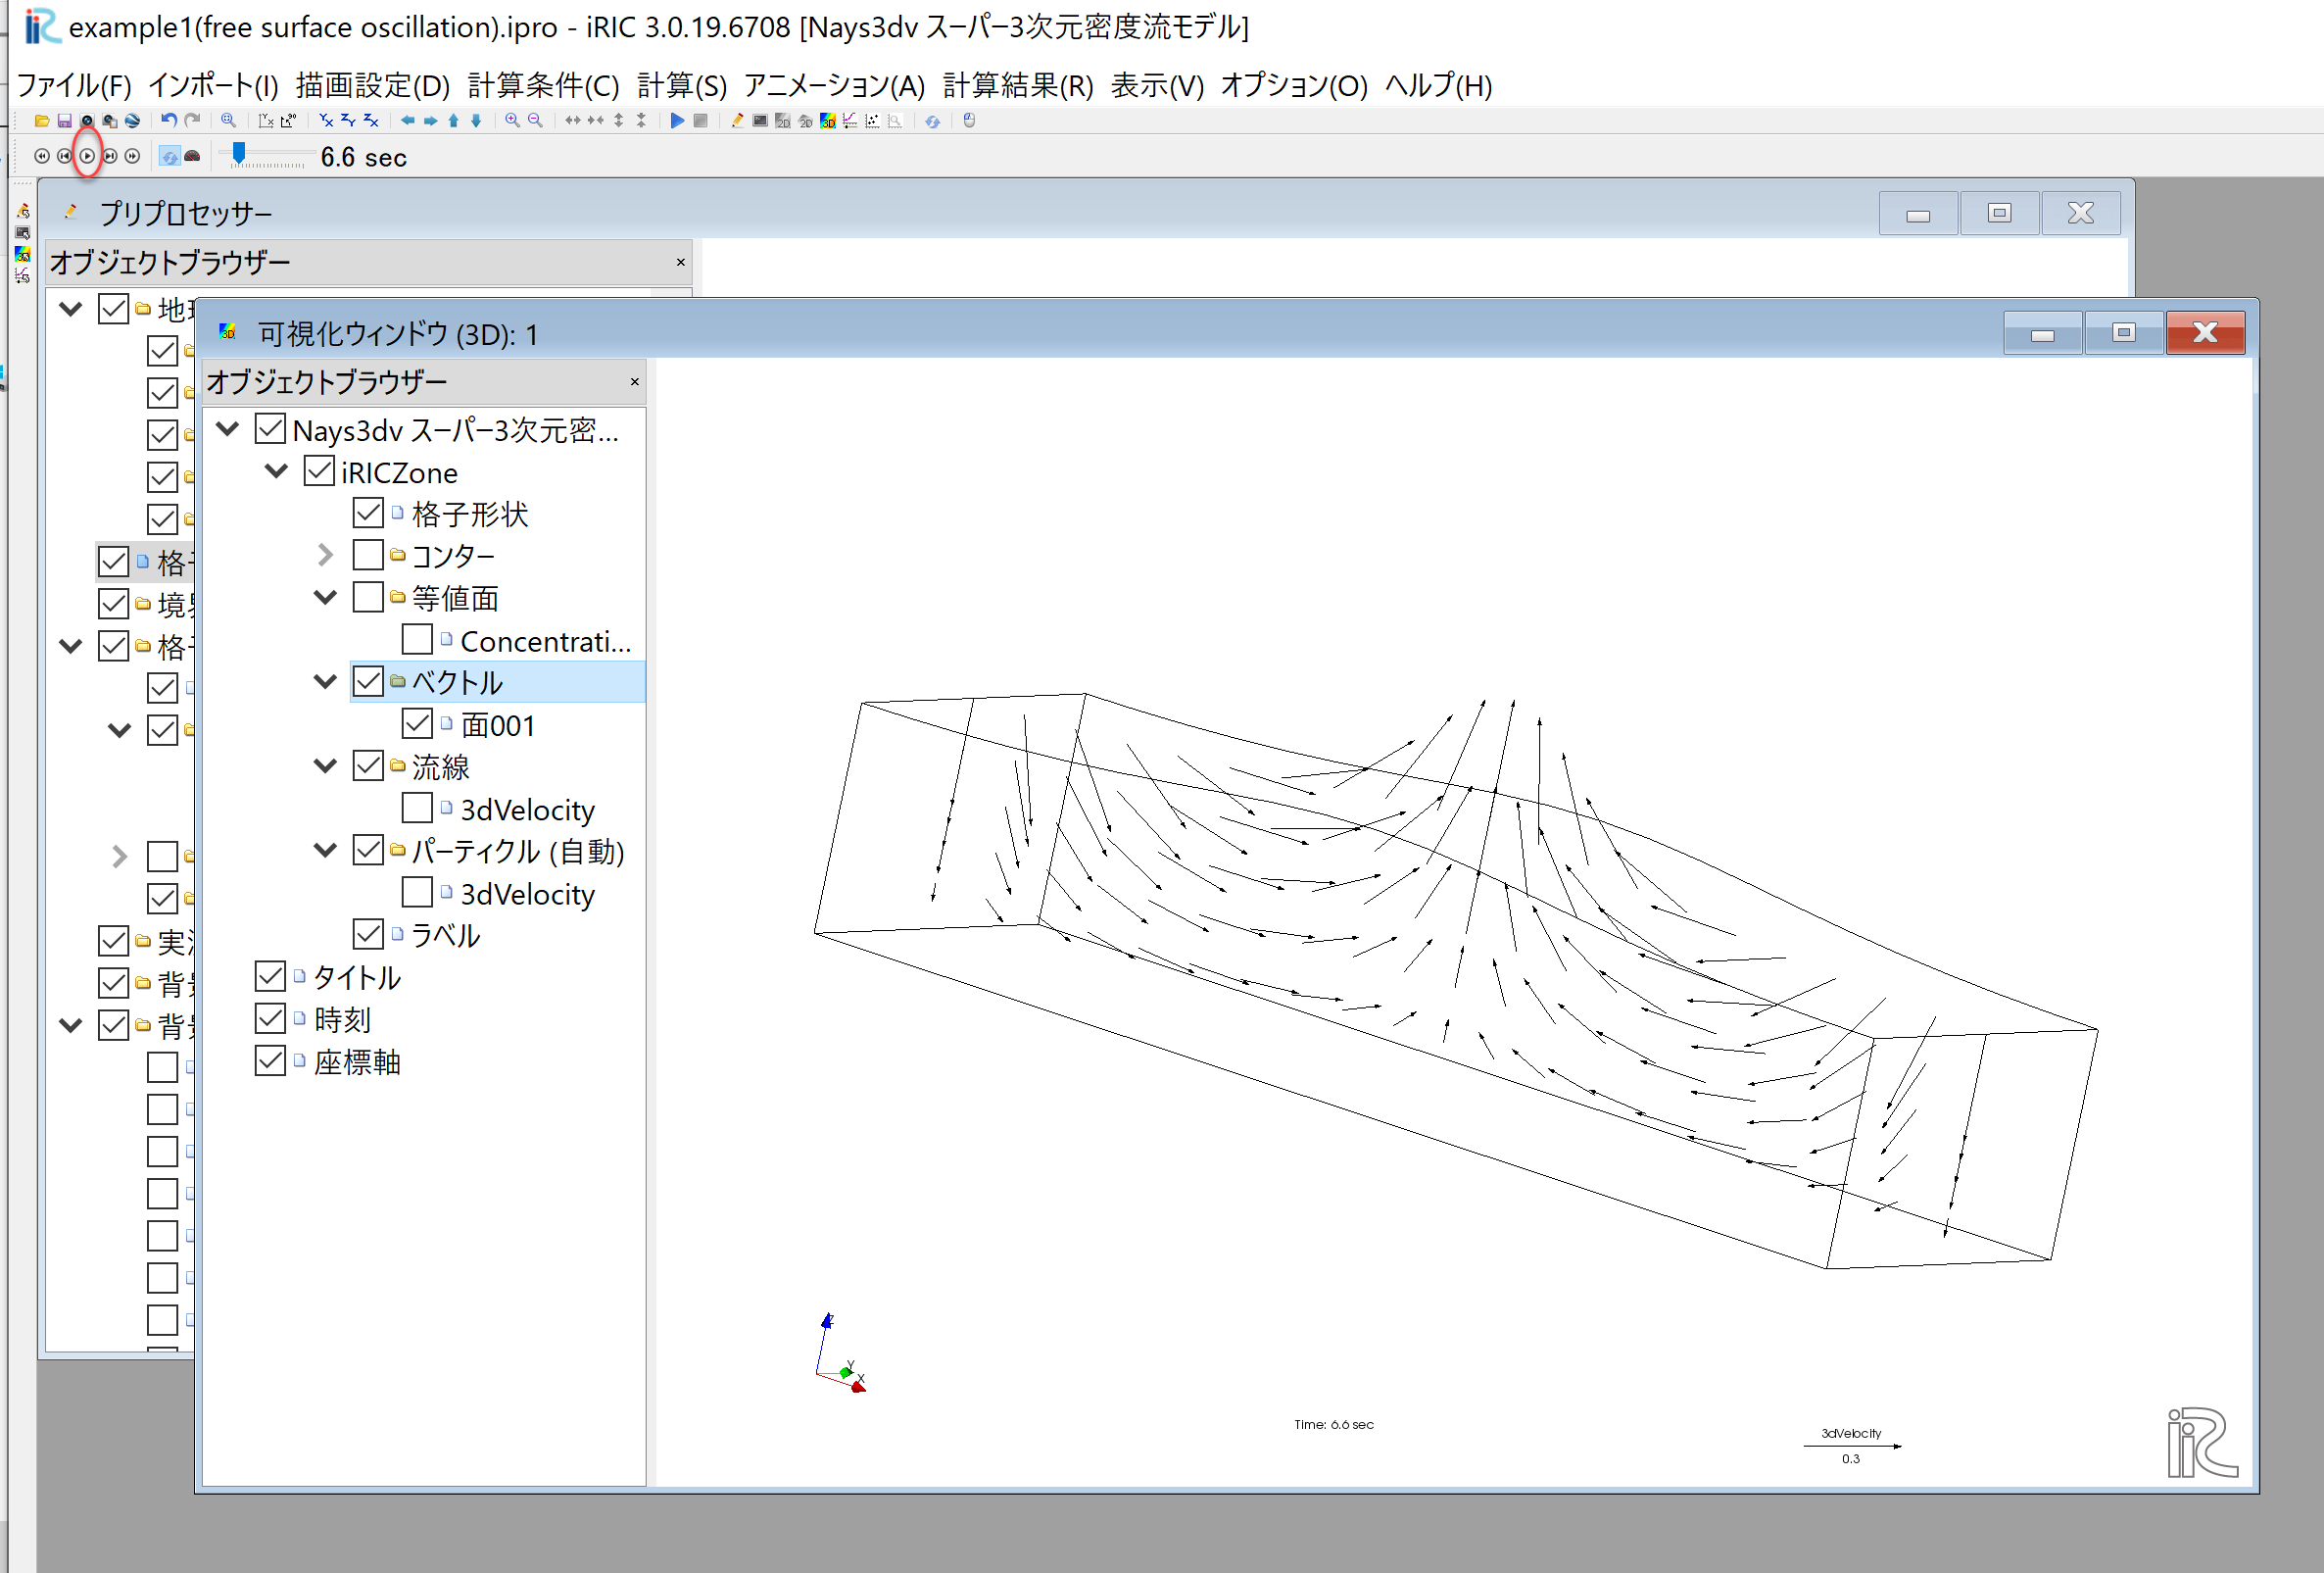 example1(free surface oscillation).ipro - iRIC 3.0.19.6708 [Nays3dv スーパー3次元密度流モデル]
ファイル(F) インポート(I) 描画設定(D) 計算条件(C) 計算(S) アニメーション(A) 計算結果(R) 表示(V) オプション(O) ヘルプ(H)
6.6 sec
プリプロセッサー
オブジェクトブラウザー
地
格
境
格
実
背
背
可視化ウィンドウ (3D): 1
オブジェクトブラウザー
Nays3dv スーパー3次元密...
iRICZone
格子形状
コンター
等値面
Concentrati...
ベクトル
面001
流線
3dVelocity
パーティクル (自動)
3dVelocity
ラベル
タイトル
時刻
座標軸
Z
Y
X
Time: 6.6 sec
3dVelocity
0.3
iRIC